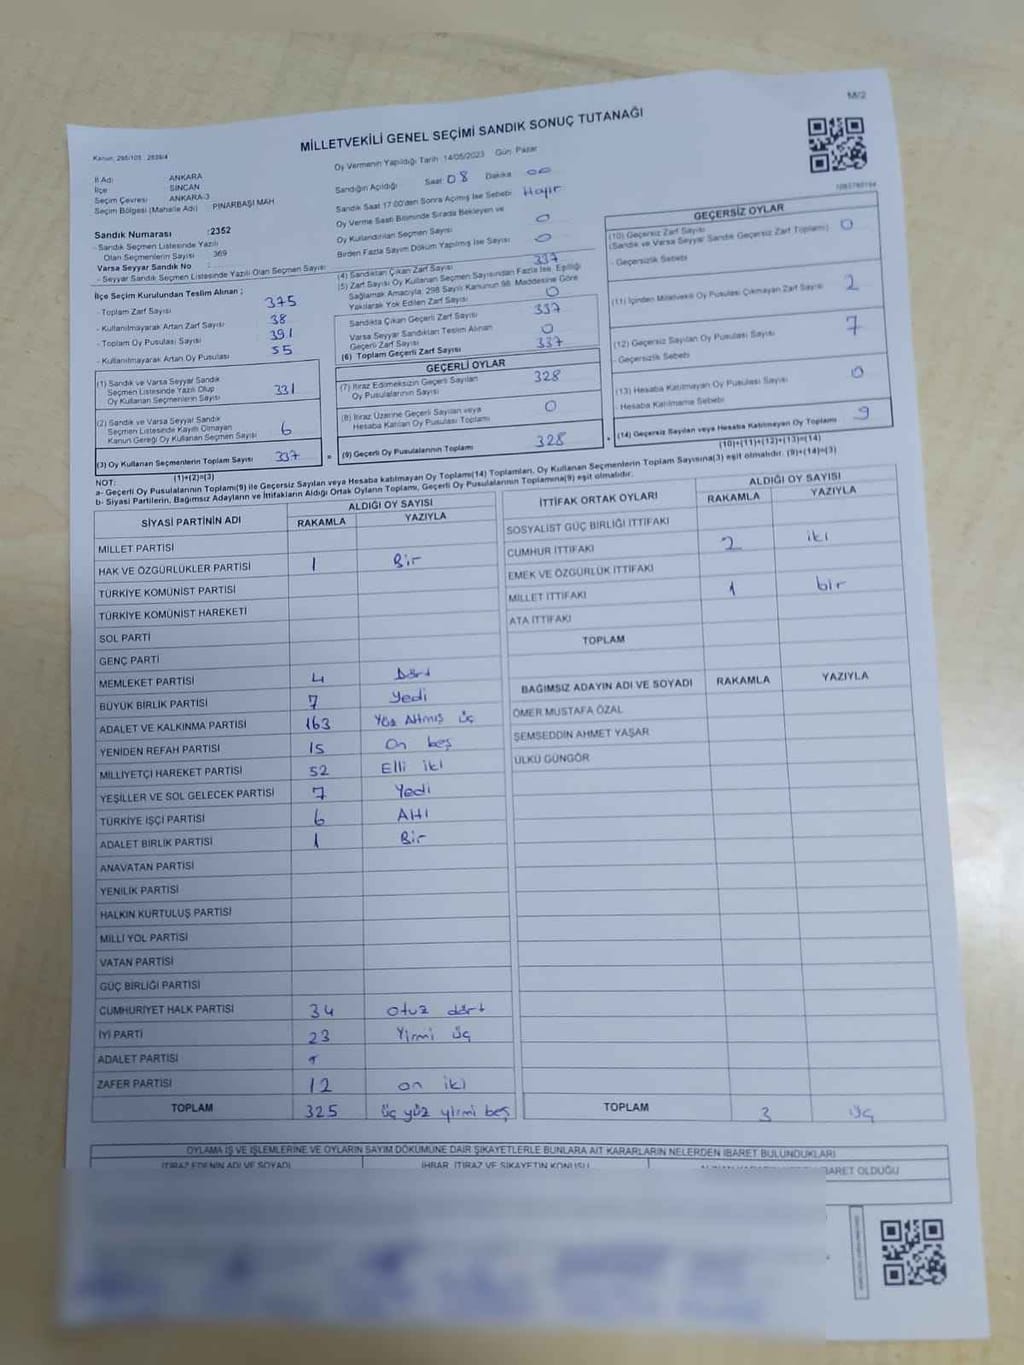 M/2
MİLLETVEKİLİ GENEL SEÇİMİ SANDIK SONUÇ TUTANAĞI
Kanun: 298/105 2839/4
İl Adı ANKARA
İlçe SİNCAN
Seçim Çevresi ANKARA-3
Seçim Bölgesi (Mahalle Adı) PINARBAŞI MAH
Sandık Numarası :2352
- Sandık Seçmen Listesinde Yazılı
Olan Seçmenlerin Sayısı 369
Varsa Seyyar Sandık No :
- Seyyar Sandık Seçmen Listesinde Yazılı Olan Seçmen Sayısı
Oy Vermenin Yapıldığı Tarih 14/05/2023 Gün: Pazar
Sandığın Açıldığı Saat 08 Dakika 00
Sandık Saat 17:00'den Sonra Açılmış İse Sebebi Hayır
Oy Verme Saati Bitiminde Sırada Bekleyen ve
Oy Kullandırılan Seçmen Sayısı 0
Birden Fazla Sayım Döküm Yapılmış İse Sayısı 0
İlçe Seçim Kurulundan Teslim Alınan ;
- Toplam Zarf Sayısı 375
- Kullanılmayarak Artan Zarf Sayısı 38
- Toplam Oy Pusulası Sayısı 391
- Kullanılmayarak Artan Oy Pusulası 55
(1) Sandık ve Varsa Seyyar Sandık
Seçmen Listesinde Yazılı Olup
Oy Kullanan Seçmenlerin Sayısı 331
(2) Sandık ve Varsa Seyyar Sandık
Seçmen Listesinde Kayıtlı Olmayan
Kanun Gereği Oy Kullanan Seçmen Sayısı 6
(3) Oy Kullanan Seçmenlerin Toplam Sayısı 337
(1)+(2)=(3)
(4) Sandıktan Çıkan Zarf Sayısı 337
(5) Zarf Sayısı Oy Kullanan Seçmen Sayısından Fazla İse, Eşitliği
Sağlamak Amacıyla, 298 Sayılı Kanunun 98. Maddesine Göre
Yakılarak Yok Edilen Zarf Sayısı 0
Sandıkta Çıkan Geçerli Zarf Sayısı 337
Varsa Seyyar Sandıktan Teslim Alınan
Geçerli Zarf Sayısı 0
(6) Toplam Geçerli Zarf Sayısı 337
GEÇERLİ OYLAR
(7) İtiraz Edilmeksizin Geçerli Sayılan
Oy Pusulalarının Sayısı 328
(8) İtiraz Üzerine Geçerli Sayılan veya
Hesaba Katılan Oy Pusulası Toplamı 0
= (9) Geçerli Oy Pusulalarının Toplamı 328
GEÇERSİZ OYLAR
(10) Geçersiz Zarf Sayısı
(Sandık ve Varsa Seyyar Sandık Geçersiz Zarf Toplamı) 0
- Geçersizlik Sebebi
(11) İçinden Milletvekili Oy Pusulası Çıkmayan Zarf Sayısı 2
(12) Geçersiz Sayılan Oy Pusulası Sayısı 7
- Geçersizlik Sebebi
(13) Hesaba Katılmayan Oy Pusulası Sayısı 0
- Hesaba Katılmama Sebebi
+ (14) Geçersiz Sayılan veya Hesaba Katılmayan Oy Toplamı 9
(10)+(11)+(12)+(13)=(14)
NOT:
a- Geçerli Oy Pusulalarının Toplamı(9) ile Geçersiz Sayılan veya Hesaba katılmayan Oy Toplamı(14) Toplamları, Oy Kullanan Seçmenlerin Toplam Sayısına(3) eşit olmalıdır. (9)+(14)=(3)
b- Siyasi Partilerin, Bağımsız Adayların ve İttifakların Aldığı Ortak Oyların Toplamı, Geçerli Oy Pusulalarının Toplamına(9) eşit olmalıdır.
SİYASİ PARTİNİN ADI ALDIĞI OY SAYISI
RAKAMLA YAZIYLA
MİLLET PARTİSİ
HAK VE ÖZGÜRLÜKLER PARTİSİ 1 Bir
TÜRKİYE KOMÜNİST PARTİSİ
TÜRKİYE KOMÜNİST HAREKETİ
SOL PARTİ
GENÇ PARTİ
MEMLEKET PARTİSİ 4 Dört
BÜYÜK BİRLİK PARTİSİ 7 Yedi
ADALET VE KALKINMA PARTİSİ 163 Yüz Altmış üç
YENİDEN REFAH PARTİSİ 15 On beş
MİLLİYETÇİ HAREKET PARTİSİ 52 Elli iki
YEŞİLLER VE SOL GELECEK PARTİSİ 7 Yedi
TÜRKİYE İŞÇİ PARTİSİ 6 Altı
ADALET BİRLİK PARTİSİ 1 Bir
ANAVATAN PARTİSİ
YENİLİK PARTİSİ
HALKIN KURTULUŞ PARTİSİ
MİLLİ YOL PARTİSİ
VATAN PARTİSİ
GÜÇ BİRLİĞİ PARTİSİ
CUMHURİYET HALK PARTİSİ 34 Otuz dört
İYİ PARTİ 23 Yirmi üç
ADALET PARTİSİ
ZAFER PARTİSİ 12 on iki
TOPLAM 325 üç yüz yirmi beş
İTTİFAK ORTAK OYLARI ALDIĞI OY SAYISI
RAKAMLA YAZIYLA
SOSYALİST GÜÇ BİRLİĞİ İTTİFAKI
CUMHUR İTTİFAKI 2 iki
EMEK VE ÖZGÜRLÜK İTTİFAKI
MİLLET İTTİFAKI 1 bir
ATA İTTİFAKI
TOPLAM
BAĞIMSIZ ADAYIN ADI VE SOYADI RAKAMLA YAZIYLA
ÖMER MUSTAFA ÖZAL
ŞEMSEDDİN AHMET YAŞAR
ÜLKÜ GÜNGÖR
TOPLAM 3 üç
OYLAMA İŞ VE İŞLEMLERİNE VE OYLARIN SAYIM DÖKÜMÜNE DAİR ŞİKAYETLERLE BUNLARA AİT KARARLARIN NELERDEN İBARET BULUNDUKLARI
İTİRAZ EDENİN ADI VE SOYADI İHBAR, İTİRAZ VE ŞİKAYETİN KONUSU İBARET OLDUĞU